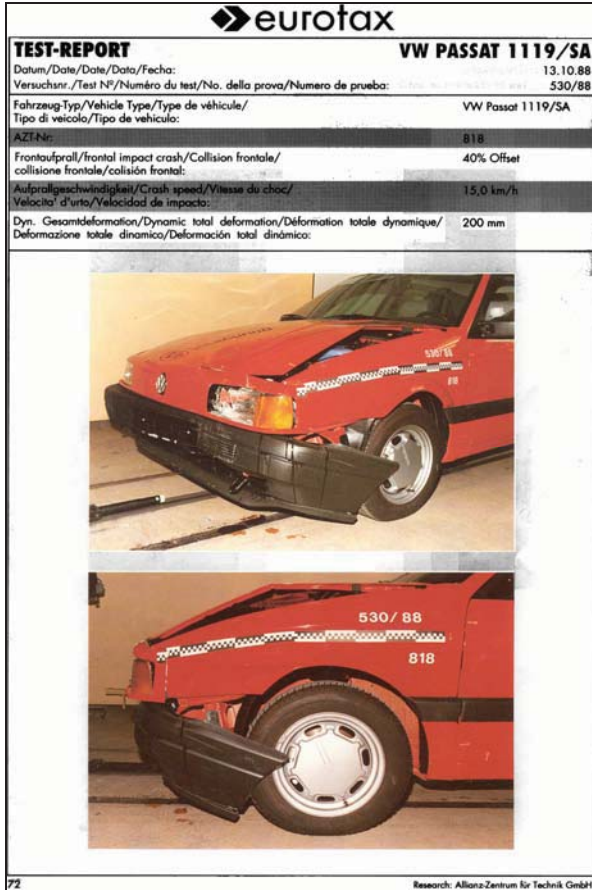 eurotax
TEST-REPORT VW PASSAT 1119/SA
Datum/Date/Date/Data/Fecha: 13.10.88
Versuchsnr./Test Nº/Numéro du test/No. della prova/Numero de prueba: 530/88
Fahrzeug-Typ/Vehicle Type/Type de véhicule/ VW Passat 1119/SA
Tipo di veicolo/Tipo de vehiculo:
AZT-Nr: 818
Frontaufprall/frontal impact crash/Collision frontale/ 40% Offset
collisione frontale/colisión frontal:
Aufprallgeschwindigkeit/Crash speed/Vitesse du choc/ 15,0 km/h
Velocita' d'urto/Velocidad de impacto:
Dyn. Gesamtdeformation/Dynamic total deformation/Déformation totale dynamique/ 200 mm
Deformazione totale dinamico/Deformación total dinámico:
530/88
818
530/88
818
72 Research: Allianz-Zentrum für Technik GmbH